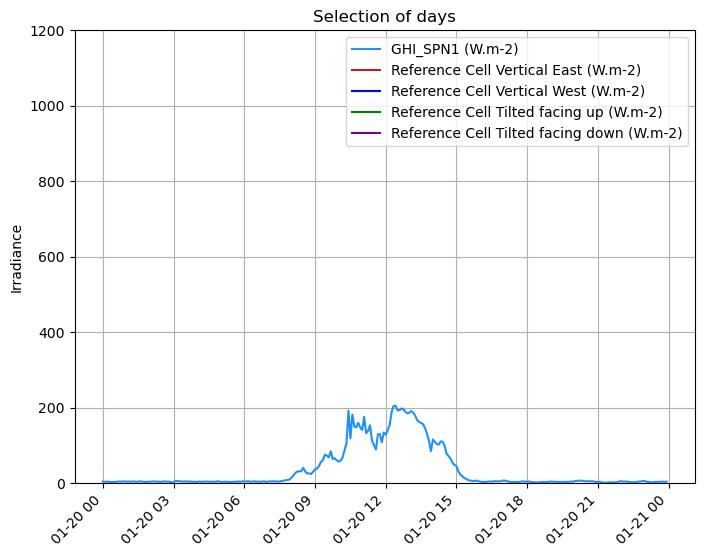 Selection of days
GHI_SPN1 (W.m-2)
Reference Cell Vertical East (W.m-2)
Reference Cell Vertical West (W.m-2)
Reference Cell Tilted facing up (W.m-2)
Reference Cell Tilted facing down (W.m-2)
Irradiance
1200
1000
800
600
400
200
0
01-20 00
01-20 03
01-20 06
01-20 09
01-20 12
01-20 15
01-20 18
01-20 21
01-21 00